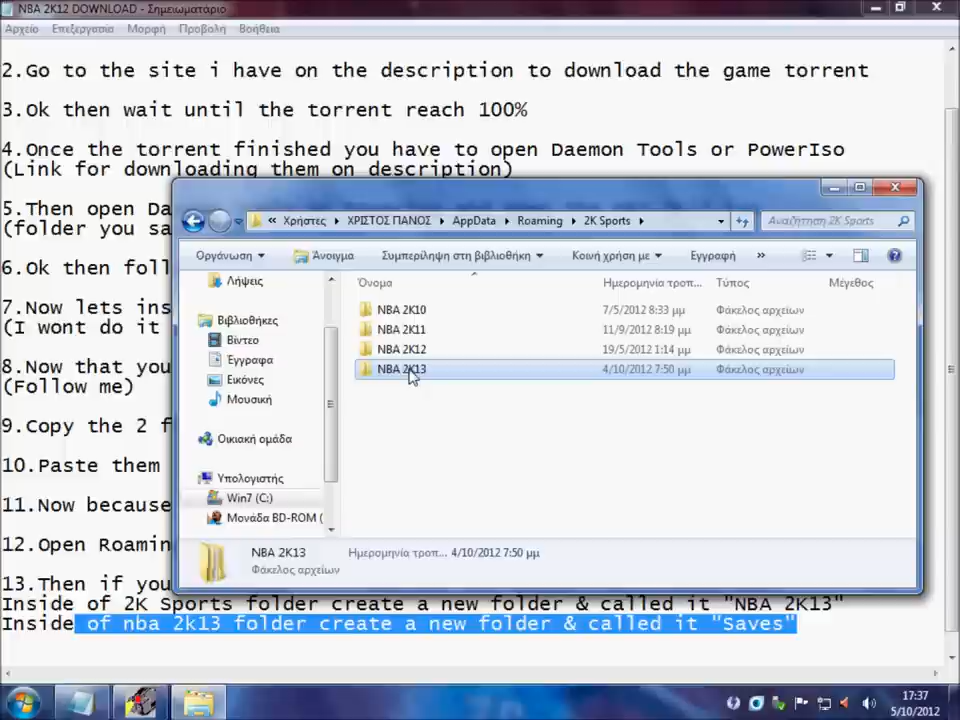 NBA 2K12 DOWNLOAD - Σημειωματάριο
Αρχείο Επεξεργασία Μορφή Προβολή Βοήθεια
2.Go to the site i have on the description to download the game torrent
3.Ok then wait until the torrent reach 100%
4.Once the torrent finished you have to open Daemon Tools or PowerIso
(Link for downloading them on description)
5.Then open Da
(folder you sa
6.Ok then foll
7.Now lets ins
(I wont do it
8.Now that you
(Follow me)
9.Copy the 2 f
10.Paste them
11.Now because
12.Open Roamin
13.Then if you
Inside of 2K Sports folder create a new folder & called it "NBA 2K13"
Inside of nba 2k13 folder create a new folder & called it "Saves"
« Χρήστες ΧΡΙΣΤΟΣ ΠΑΝΟΣ AppData Roaming 2K Sports
Αναζήτηση 2K Sports
Οργάνωση Άνοιγμα Συμπερίληψη στη βιβλιοθήκη Κοινή χρήση με Εγγραφή »
Λήψεις
Βιβλιοθήκες
Βίντεο
Έγγραφα
Εικόνες
Μουσική
Οικιακή ομάδα
Υπολογιστής
Win7 (C:)
Μονάδα BD-ROM (
Όνομα Ημερομηνία τροπ... Τύπος Μέγεθος
NBA 2K10 7/5/2012 8:33 μμ Φάκελος αρχείων
NBA 2K11 11/9/2012 8:19 μμ Φάκελος αρχείων
NBA 2K12 19/5/2012 1:14 μμ Φάκελος αρχείων
NBA 2K13 4/10/2012 7:50 μμ Φάκελος αρχείων
NBA 2K13 Ημερομηνία τροπ... 4/10/2012 7:50 μμ
Φάκελος αρχείων
17:37
5/10/2012